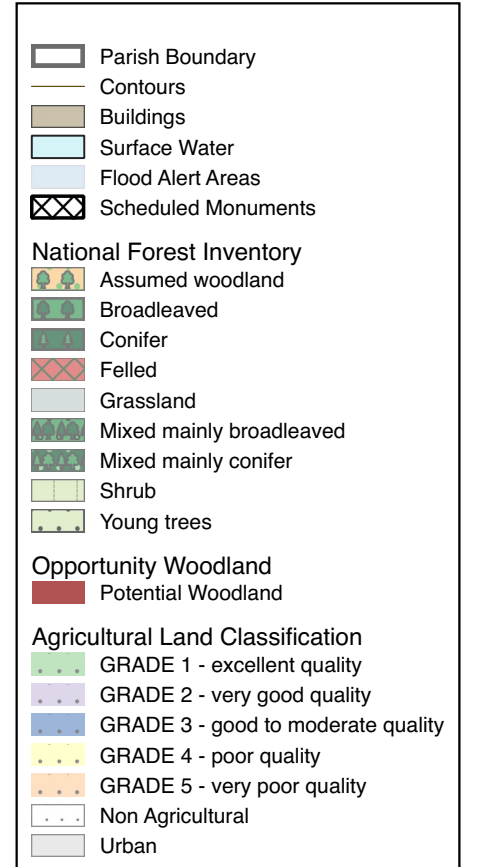 Parish Boundary
Contours
Buildings
Surface Water
Flood Alert Areas
Scheduled Monuments
National Forest Inventory
Assumed woodland
Broadleaved
Conifer
Felled
Grassland
Mixed mainly broadleaved
Mixed mainly conifer
Shrub
Young trees
Opportunity Woodland
Potential Woodland
Agricultural Land Classification
GRADE 1 - excellent quality
GRADE 2 - very good quality
GRADE 3 - good to moderate quality
GRADE 4 - poor quality
GRADE 5 - very poor quality
Non Agricultural
Urban